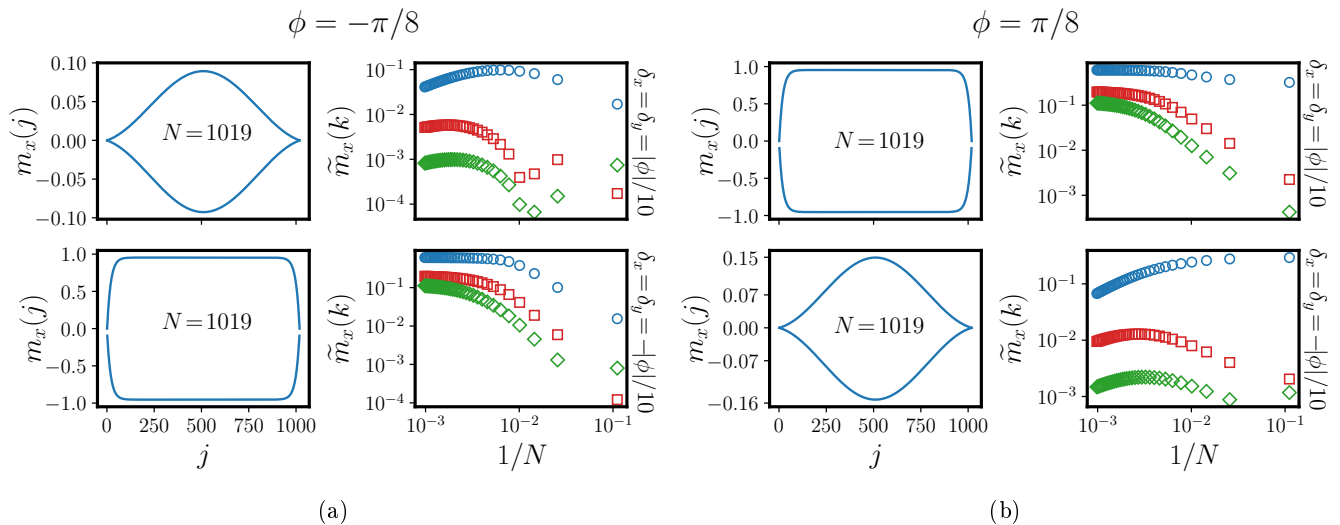 ϕ = −π/8
0.10
0.05
0.00
−0.05
−0.10
m_x(j)
N = 1019
10⁻¹
10⁻²
10⁻³
10⁻⁴
m̃_x(k)
δ_x = δ_y = |ϕ|/10
1.0
0.5
0.0
−0.5
−1.0
m_x(j)
N = 1019
0 250 500 750 1000
j
10⁻¹
10⁻²
10⁻³
10⁻⁴
m̃_x(k)
10⁻³ 10⁻² 10⁻¹
1/N
δ_x = δ_y = −|ϕ|/10
(a)
ϕ = π/8
1.0
0.5
0.0
−0.5
−1.0
m_x(j)
N = 1019
10⁻¹
10⁻²
10⁻³
m̃_x(k)
δ_x = δ_y = |ϕ|/10
0.15
0.07
0.00
−0.07
−0.16
m_x(j)
N = 1019
0 250 500 750 1000
j
10⁻¹
10⁻²
10⁻³
m̃_x(k)
10⁻³ 10⁻² 10⁻¹
1/N
δ_x = δ_y = −|ϕ|/10
(b)